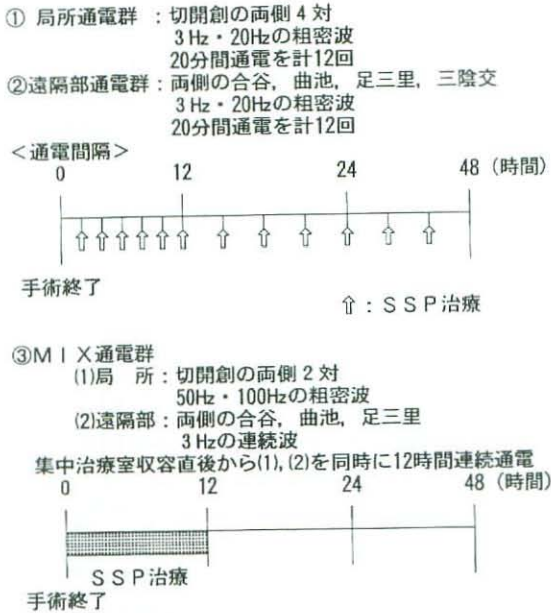 ① 局所通電群 ：切開創の両側４対
３Hz・20Hzの粗密波
20分間通電を計12回
②遠隔部通電群：両側の合谷，曲池，足三里，三陰交
３Hz・20Hzの粗密波
20分間通電を計12回
＜通電間隔＞
0 12 24 48（時間）
手術終了
⇧：ＳＳＰ治療
③ＭＩＸ通電群
(1)局　所：切開創の両側２対
50Hz・100Hzの粗密波
(2)遠隔部：両側の合谷，曲池，足三里
３Hzの連続波
集中治療室収容直後から(1),(2)を同時に12時間連続通電
0 12 24 48（時間）
ＳＳＰ治療
手術終了